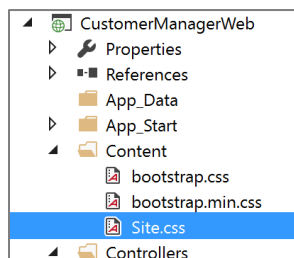 CustomerManagerWeb
Properties
References
App_Data
App_Start
Content
bootstrap.css
bootstrap.min.css
Site.css
Controllers